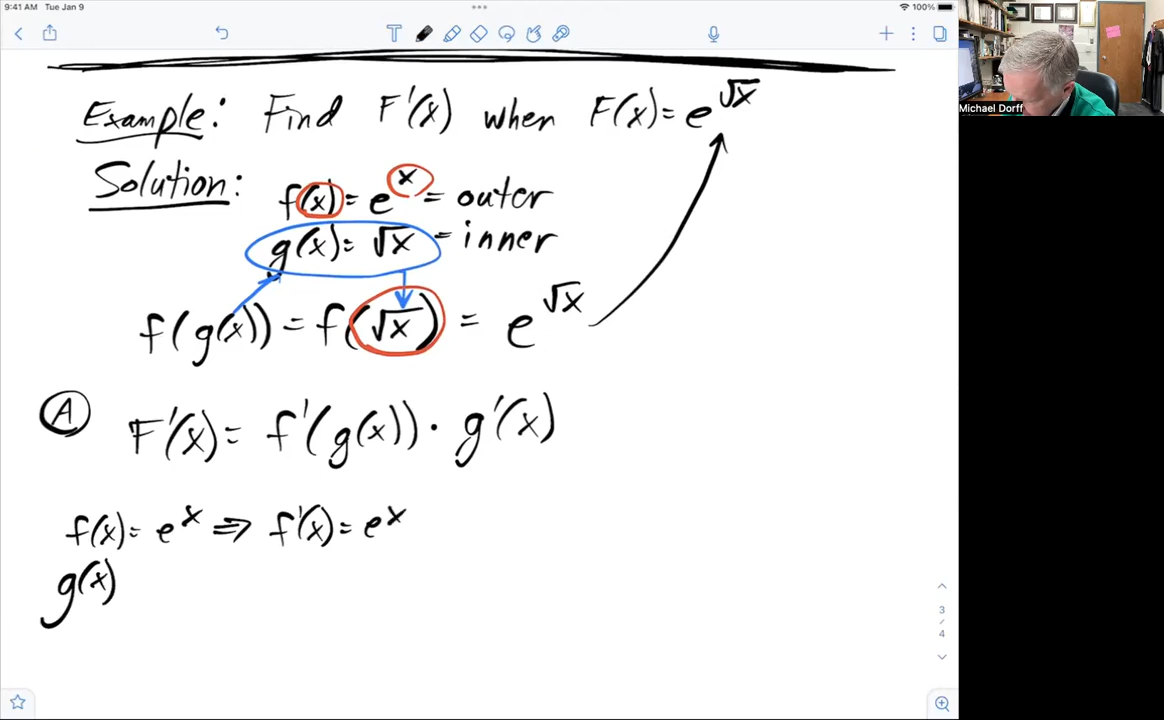 9:41 AM Tue Jan 9
100%
Michael Dorff
Example: Find F'(x) when F(x) = e^√x
Solution: f(x) = e^x = outer
g(x) = √x = inner
f(g(x)) = f(√x) = e^√x
A F'(x) = f'(g(x)) · g'(x)
f(x) = e^x ⇒ f'(x) = e^x
g(x)
3
/
4